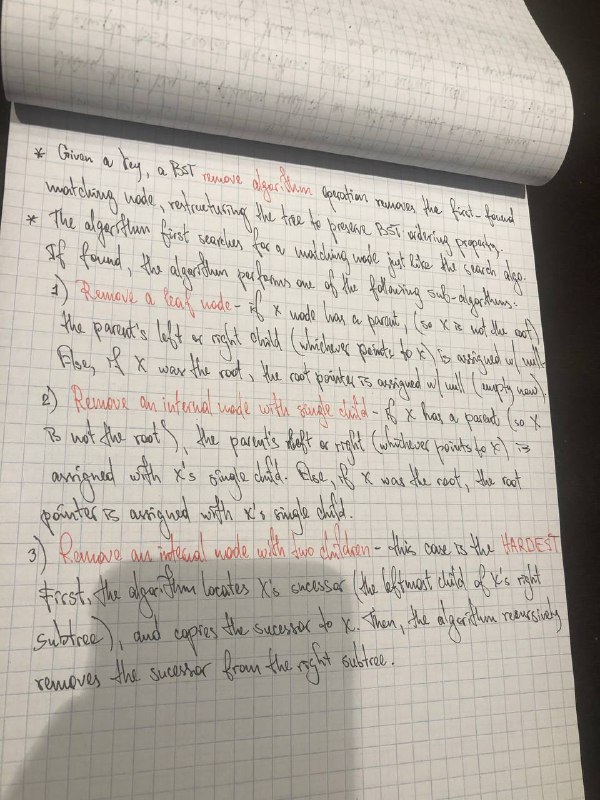 * Given a key, a BST remove algorithm operation removes the first-found
matching node, restructuring the tree to preserve BST ordering property.
* The algorithm first searches for a matching node just like the search algo.
If found, the algorithm performs one of the following sub-algorithms:
1) Remove a leaf node - if X node has a parent, (so X is not the root)
the parent's left or right child (whichever points to X) is assigned w/ null.
Else, if X was the root, the root pointer is assigned w/ null (empty now).
2) Remove an internal node with single child - if X has a parent (so X
is not the root), the parent's left or right (whichever points to X) is
assigned with X's single child. Else, if X was the root, the root
pointer is assigned with X's single child.
3) Remove an internal node with two children - this case is the HARDEST
First, the algorithm locates X's sucessor (the leftmost child of X's right
subtree), and copies the sucessor to X. Then, the algorithm recursively
removes the sucessor from the right subtree.